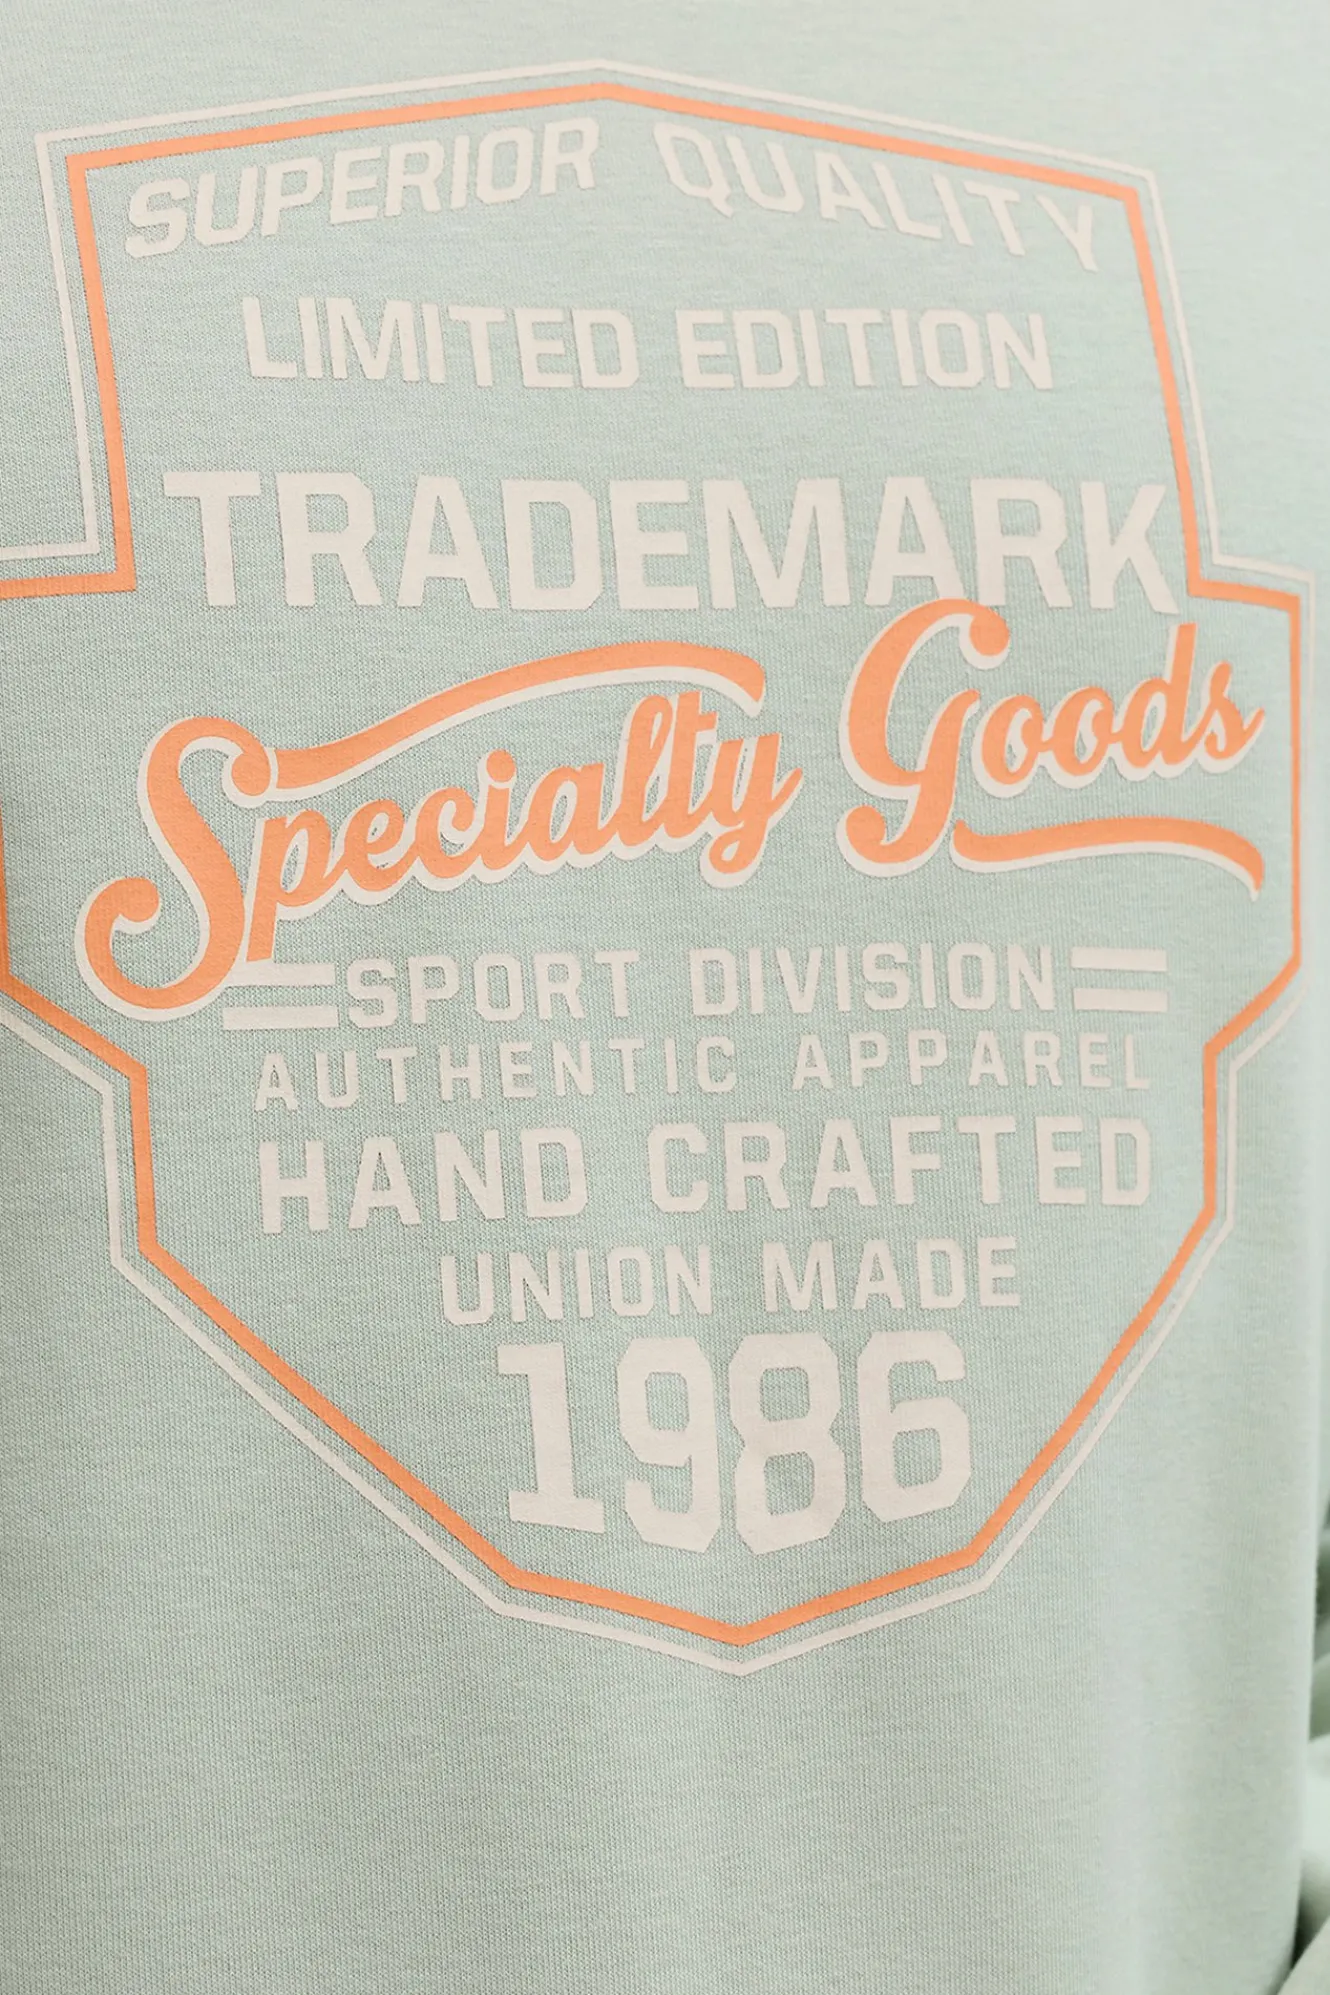 SUPERIOR QUALITY
LIMITED EDITION
TRADEMARK
Specialty Goods
SPORT DIVISION
AUTHENTIC APPAREL
HAND CRAFTED
UNION MADE
1986